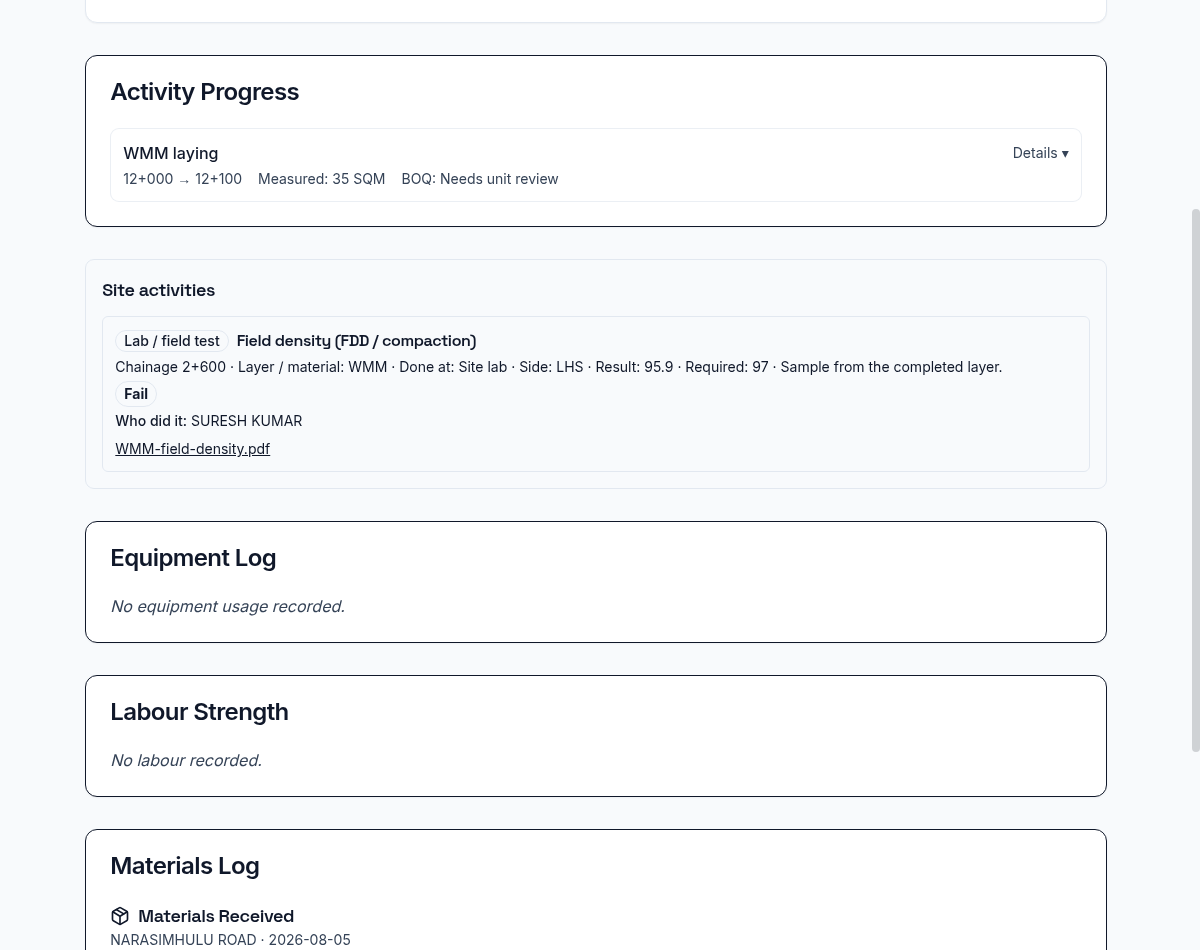 Activity Progress
WMM laying
Details ▾
12+000 → 12+100 Measured: 35 SQM BOQ: Needs unit review
Site activities
Lab / field test Field density (FDD / compaction)
Chainage 2+600 · Layer / material: WMM · Done at: Site lab · Side: LHS · Result: 95.9 · Required: 97 · Sample from the completed layer.
Fail
Who did it: SURESH KUMAR
WMM-field-density.pdf
Equipment Log
No equipment usage recorded.
Labour Strength
No labour recorded.
Materials Log
Materials Received
NARASIMHULU ROAD · 2026-08-05